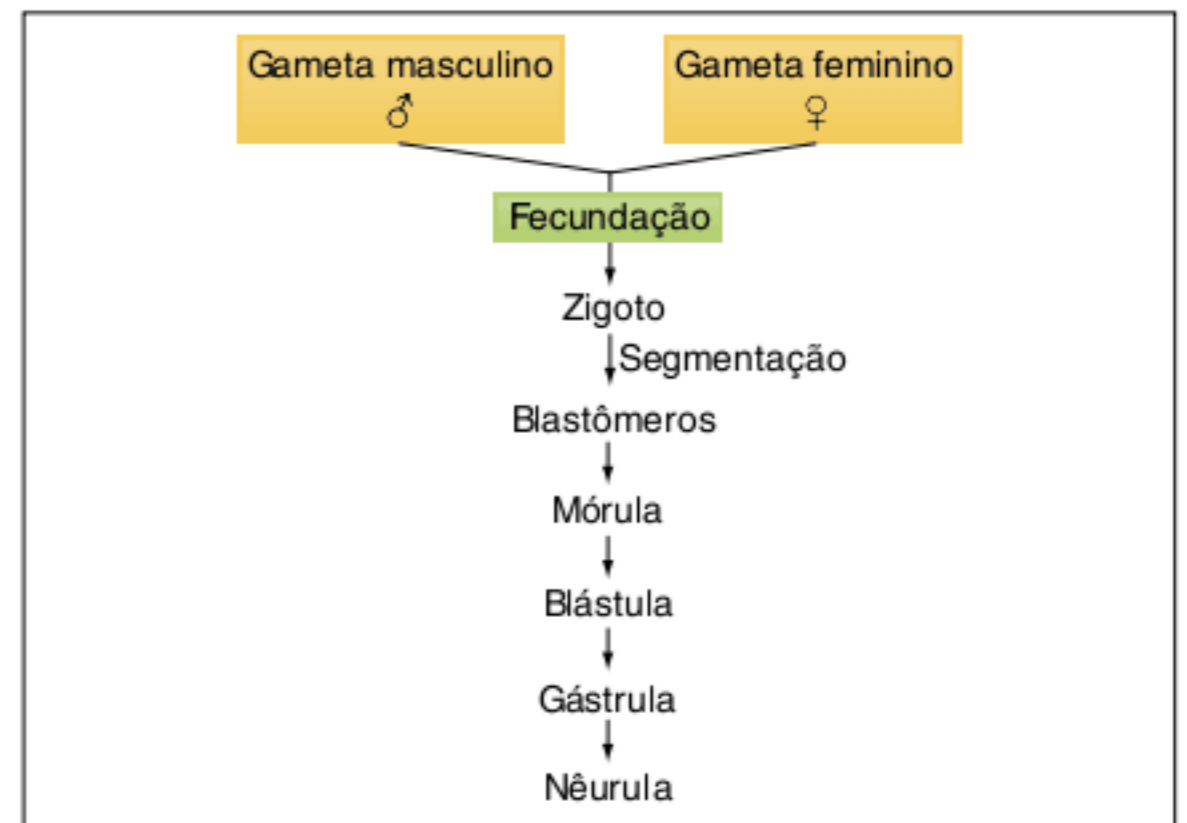 Gameta masculino
♂
Gameta feminino
♀
Fecundação
Zigoto
Segmentação
Blastômeros
Mórula
Blástula
Gástrula
Nêurula